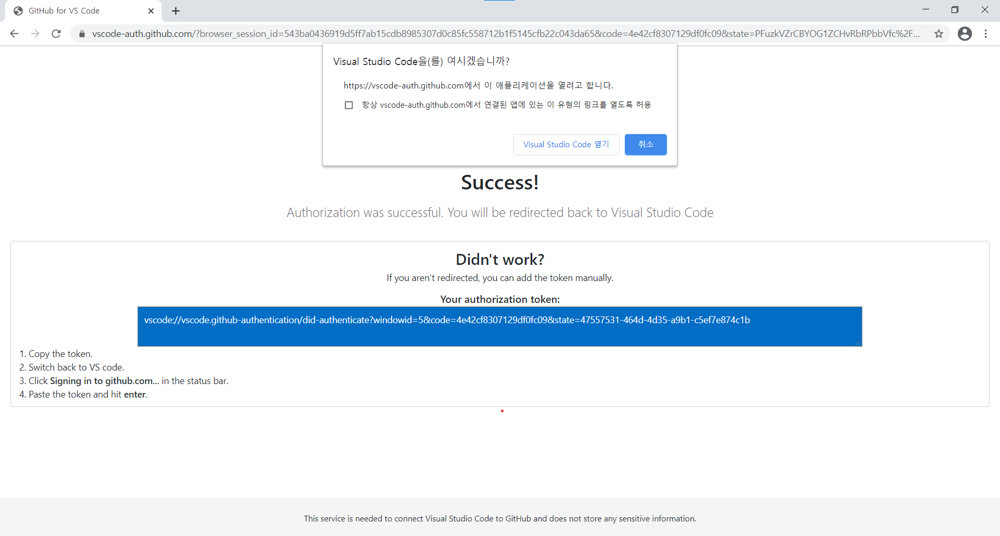 GitHub for VS Code
vscode-auth.github.com/?browser_session_id=543ba0436919d5ff7ab15cdb8985307d0c85fc558712b1f5145cfb22c043da65&code=4e42cf8307129df0fc09&state=PFuzkVZrCBYOG1ZCHvRbRPbbVfc%2F...
Visual Studio Code을(를) 여시겠습니까?
https://vscode-auth.github.com에서 이 애플리케이션을 열려고 합니다.
항상 vscode-auth.github.com에서 연결된 앱에 있는 이 유형의 링크를 열도록 허용
Visual Studio Code 열기
취소
Success!
Authorization was successful. You will be redirected back to Visual Studio Code
Didn't work?
If you aren't redirected, you can add the token manually.
Your authorization token:
vscode://vscode.github-authentication/did-authenticate?windowid=5&code=4e42cf8307129df0fc09&state=47557531-464d-4d35-a9b1-c5ef7e874c1b
1. Copy the token.
2. Switch back to VS code.
3. Click Signing in to github.com... in the status bar.
4. Paste the token and hit enter.
This service is needed to connect Visual Studio Code to GitHub and does not store any sensitive information.